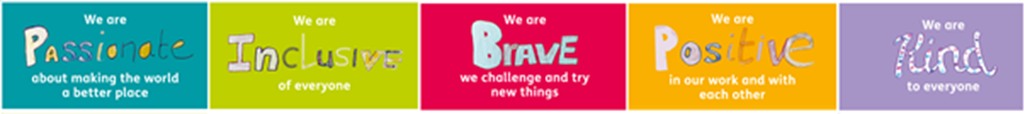 We are
Passionate
about making the world
a better place
We are
Inclusive
of everyone
We are
BRAVE
we challenge and try
new things
We are
Positive
in our work and with
each other
We are
Kind
to everyone